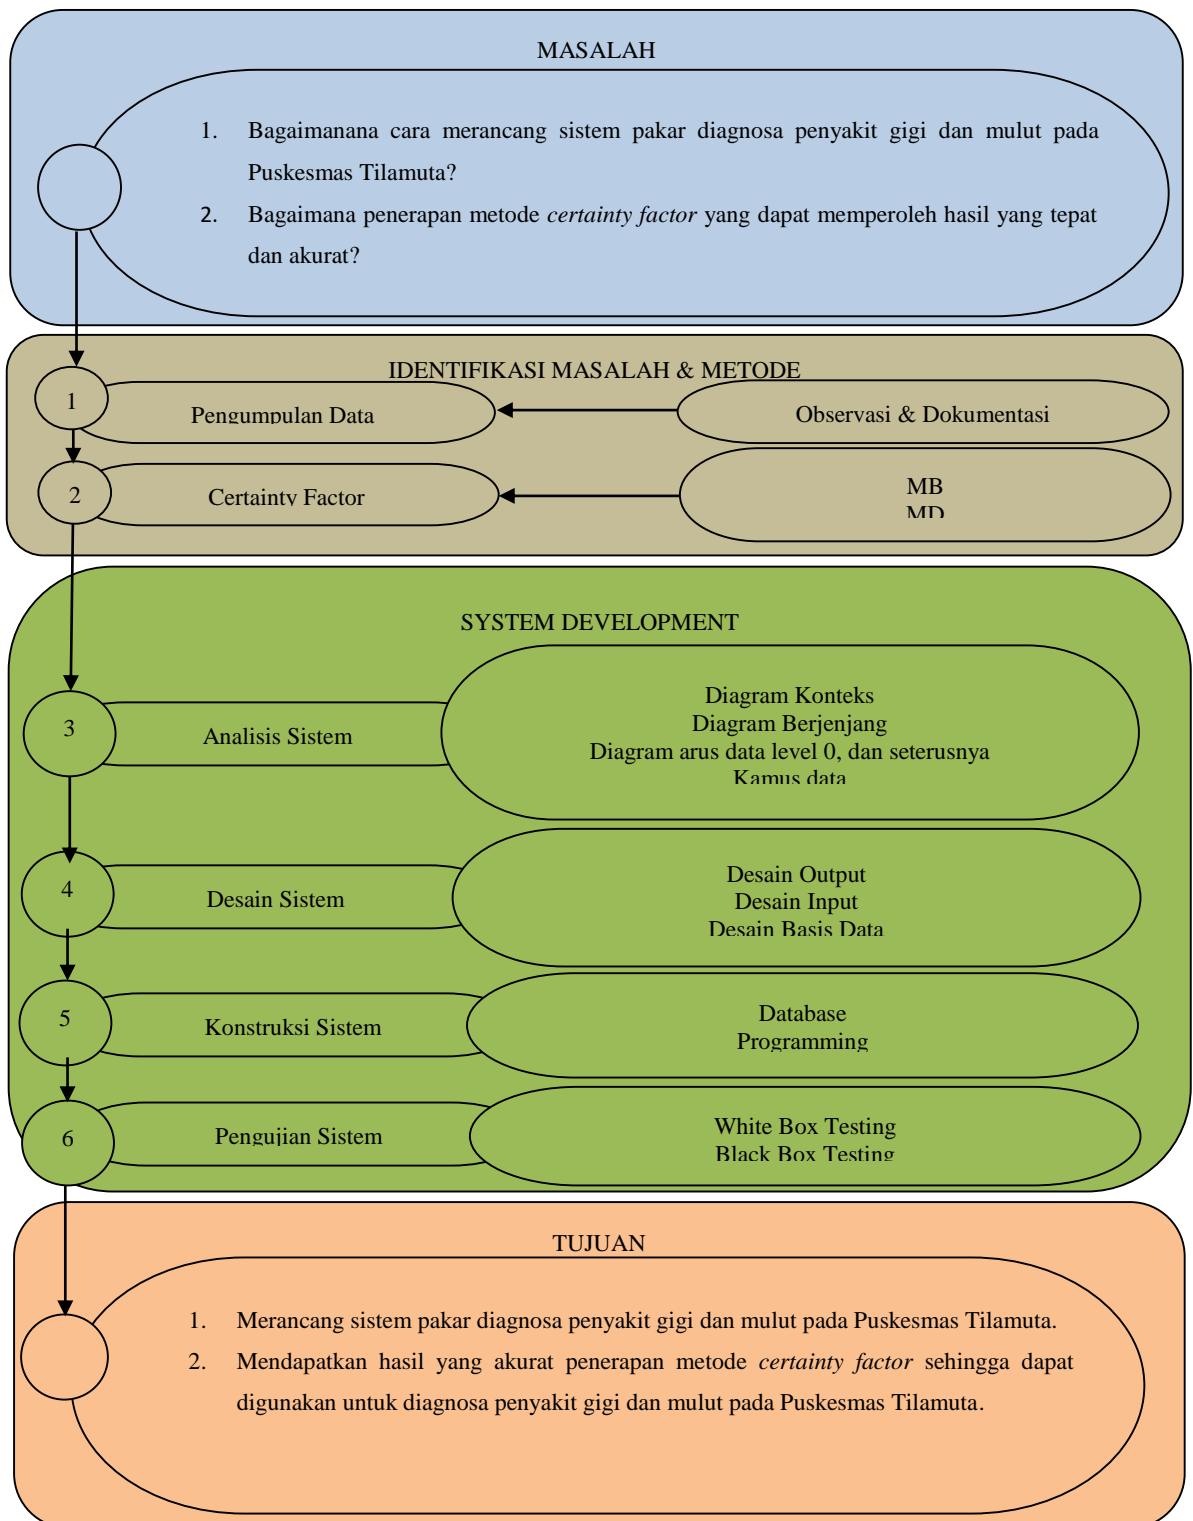 MASALAH
1. Bagaimanana cara merancang sistem pakar diagnosa penyakit gigi dan mulut pada
Puskesmas Tilamuta?
2. Bagaimana penerapan metode certainty factor yang dapat memperoleh hasil yang tepat
dan akurat?
IDENTIFIKASI MASALAH & METODE
1
Pengumpulan Data
Observasi & Dokumentasi
2
Certainty Factor
MB
MD
SYSTEM DEVELOPMENT
3
Analisis Sistem
Diagram Konteks
Diagram Berjenjang
Diagram arus data level 0, dan seterusnya
Kamus data
4
Desain Sistem
Desain Output
Desain Input
Desain Basis Data
5
Konstruksi Sistem
Database
Programming
6
Pengujian Sistem
White Box Testing
Black Box Testing
TUJUAN
1. Merancang sistem pakar diagnosa penyakit gigi dan mulut pada Puskesmas Tilamuta.
2. Mendapatkan hasil yang akurat penerapan metode certainty factor sehingga dapat
digunakan untuk diagnosa penyakit gigi dan mulut pada Puskesmas Tilamuta.